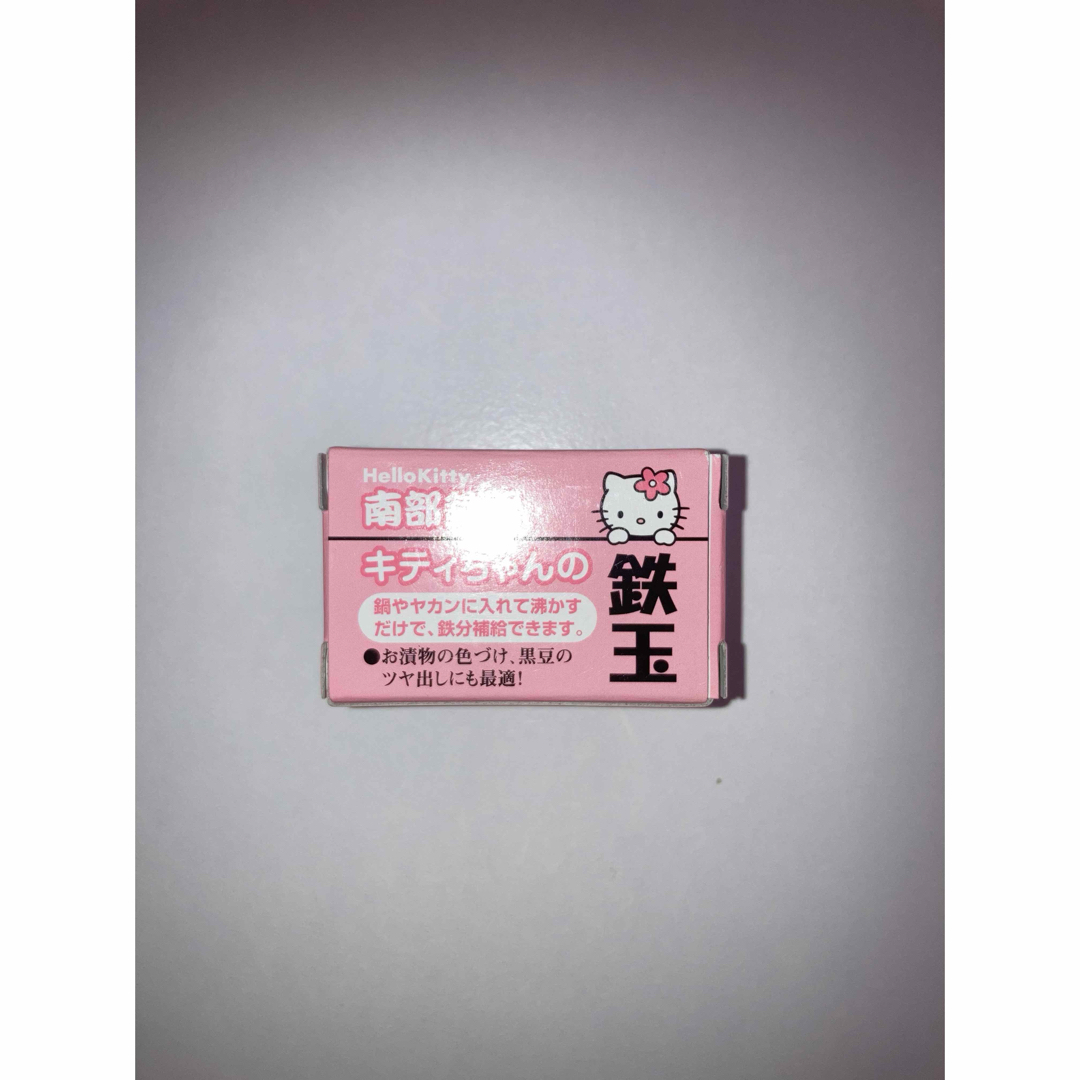 HelloKitty
南部
キティちゃんの
鉄玉
鍋やヤカンに入れて沸かす
だけで、鉄分補給できます。
●お漬物の色づけ、黒豆の
ツヤ出しにも最適!